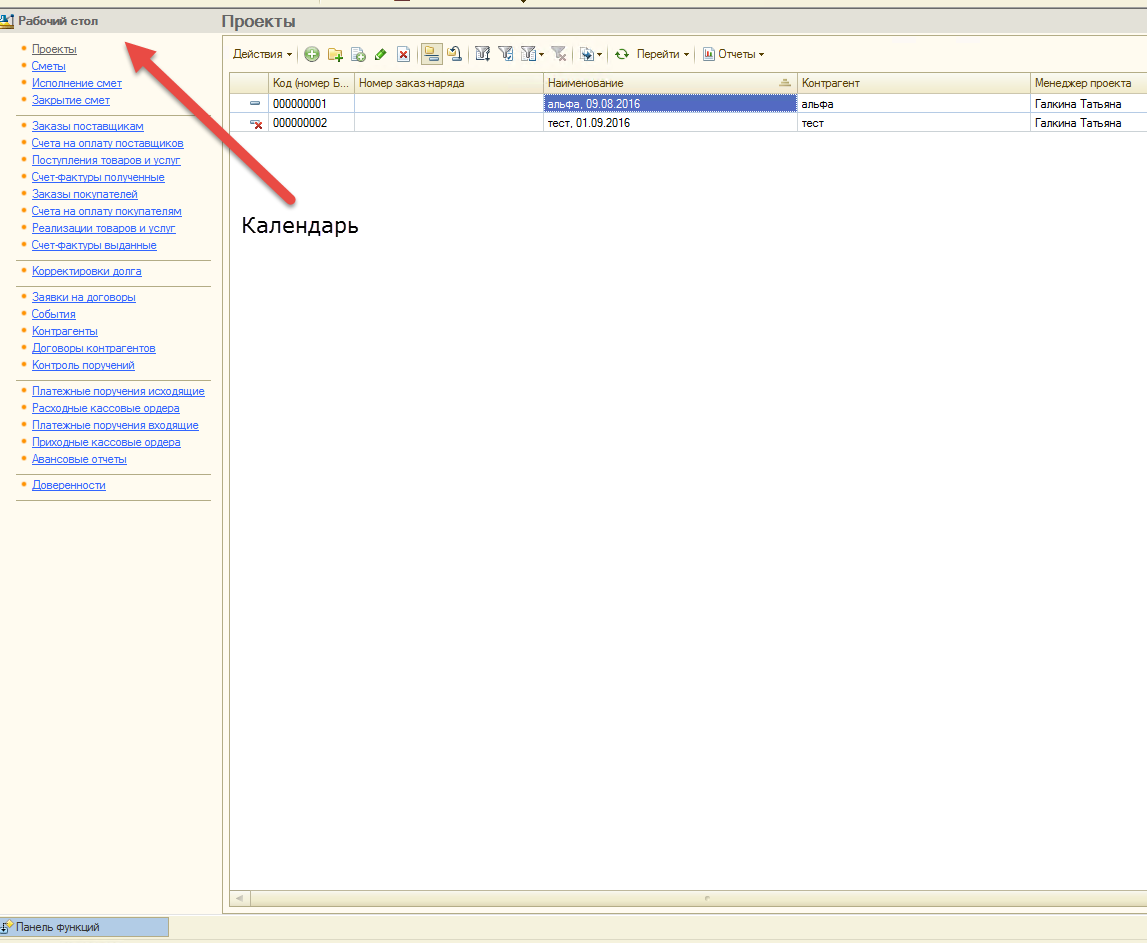 Рабочий стол
Проекты
Сметы
Исполнение смет
Закрытие смет
Заказы поставщикам
Счета на оплату поставщиков
Поступления товаров и услуг
Счет-фактуры полученные
Заказы покупателей
Счета на оплату покупателям
Реализации товаров и услуг
Счет-фактуры выданные
Корректировки долга
Заявки на договоры
События
Контрагенты
Договоры контрагентов
Контроль поручений
Платежные поручения исходящие
Расходные кассовые ордера
Платежные поручения входящие
Приходные кассовые ордера
Авансовые отчеты
Доверенности
Проекты
Действия Перейти Отчеты
Код (номер Б... Номер заказ-наряда Наименование Контрагент Менеджер проекта
000000001 альфа, 09.08.2016 альфа Галкина Татьяна
000000002 тест, 01.09.2016 тест Галкина Татьяна
Календарь
Панель функций